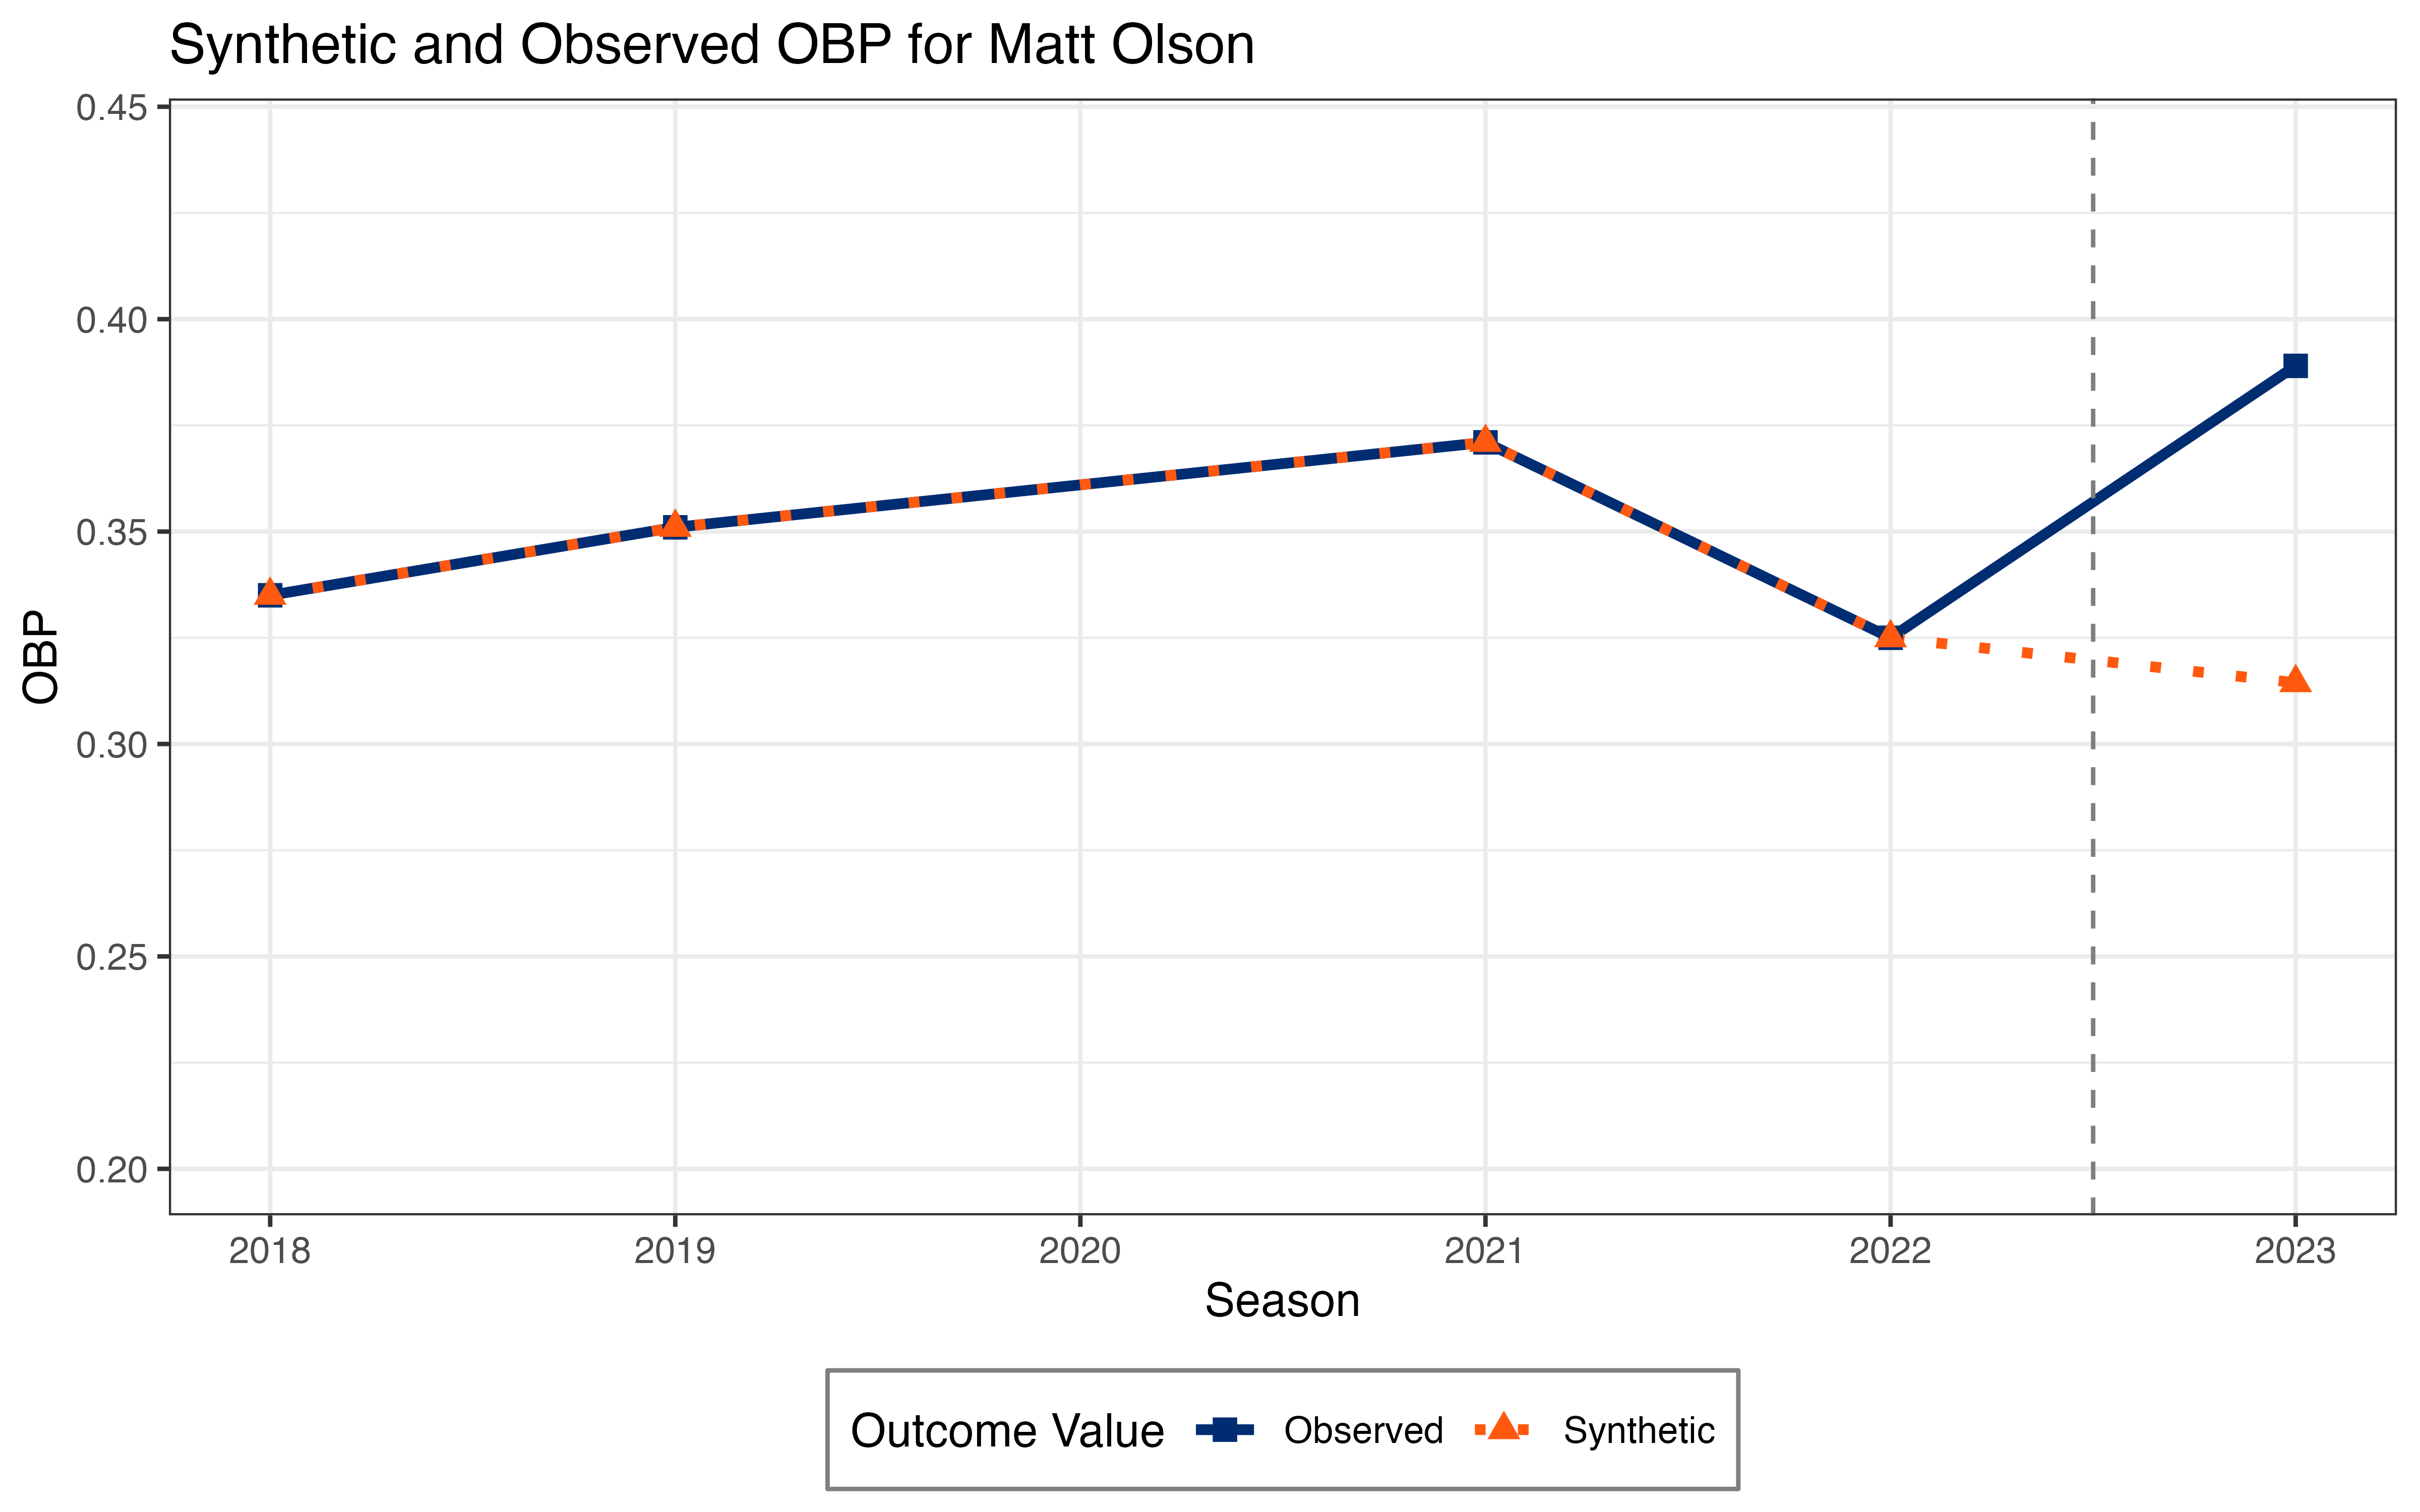 Synthetic and Observed OBP for Matt Olson
0.45
0.40
0.35
0.30
0.25
0.20
OBP
2018 2019 2020 2021 2022 2023
Season
Outcome Value Observed Synthetic